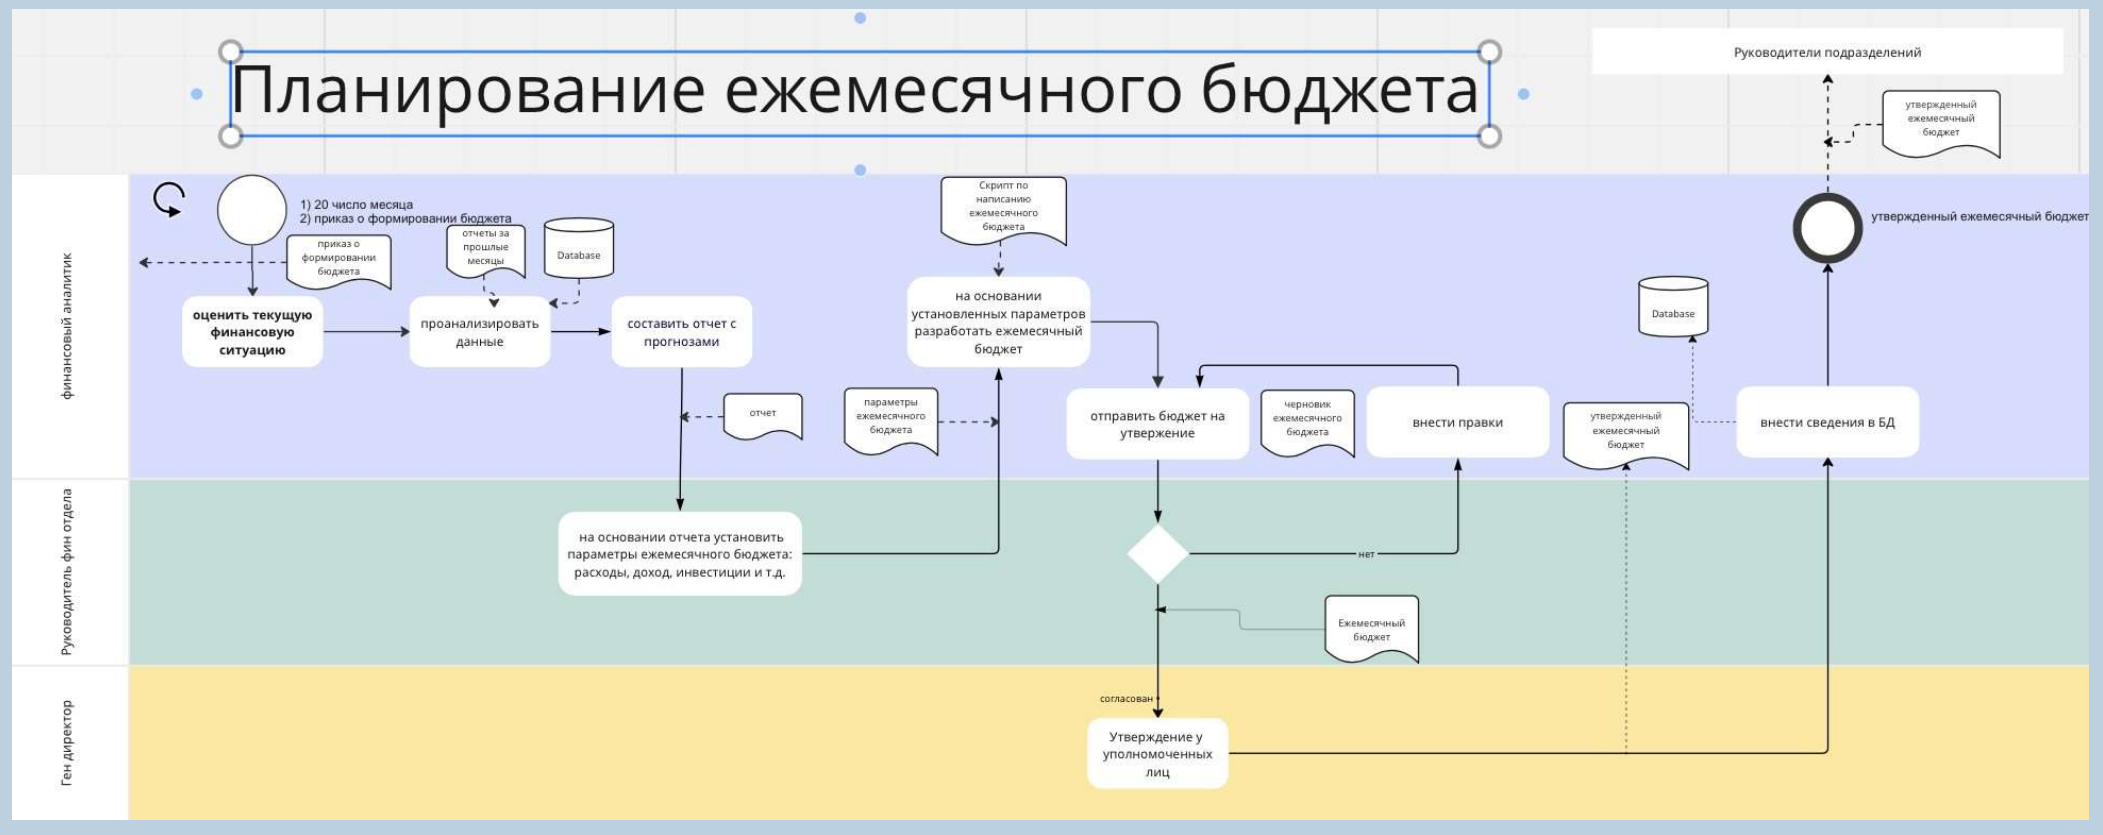 Планирование ежемесячного бюджета
Руководители подразделений
утвержденный
ежемесячный
бюджет
финансовый аналитик
1) 20 число месяца
2) приказ о формировании бюджета
приказ о
формировании
бюджета
отчеты за
прошлые
месяцы
Database
Скрипт по
написанию
ежемесячного
бюджета
утвержденный ежемесячный бюджет
оценить текущую
финансовую
ситуацию
проанализировать
данные
составить отчет с
прогнозами
на основании
установленных параметров
разработать ежемесячный
бюджет
Database
отчет
параметры
ежемесячного
бюджета
отправить бюджет на
утвержение
черновик
ежемесячного
бюджета
внести правки
утвержденный
ежемесячный
бюджет
внести сведения в БД
Руководитель фин отдела
на основании отчета установить
параметры ежемесячного бюджета:
расходы, доход, инвестиции и т.д.
нет
Ежемесячный
бюджет
Ген директор
согласован
Утверждение у
уполномоченных
лиц